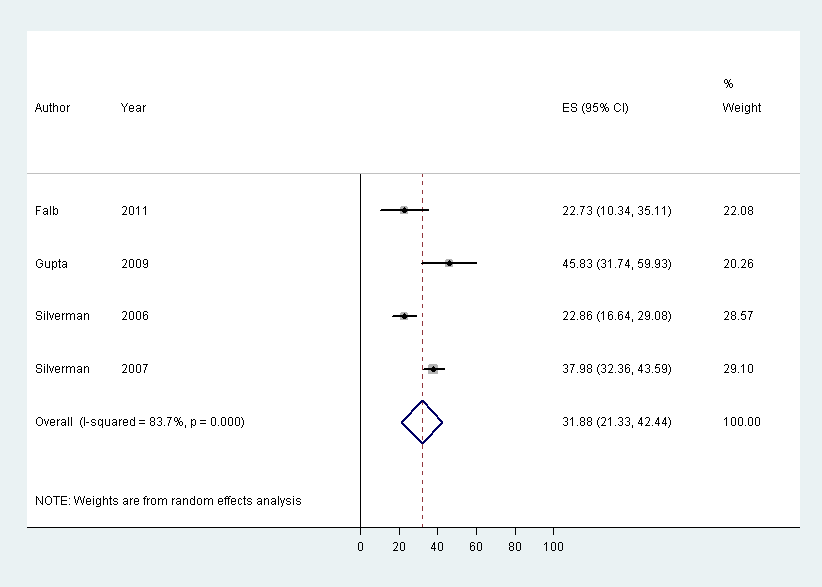 %
Author Year ES (95% CI) Weight
Falb 2011 22.73 (10.34, 35.11) 22.08
Gupta 2009 45.83 (31.74, 59.93) 20.26
Silverman 2006 22.86 (16.64, 29.08) 28.57
Silverman 2007 37.98 (32.36, 43.59) 29.10
Overall (I-squared = 83.7%, p = 0.000) 31.88 (21.33, 42.44) 100.00
NOTE: Weights are from random effects analysis
0 20 40 60 80 100